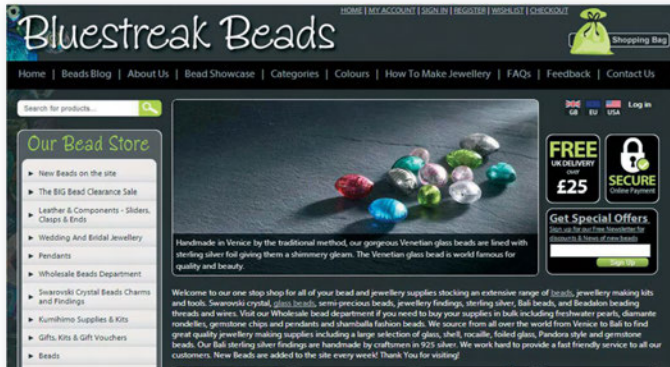 HOME | MY ACCOUNT | SIGN IN | REGISTER | WISHLIST | CHECKOUT
Bluestreak Beads
Shopping Bag
Home | Beads Blog | About Us | Bead Showcase | Categories | Colours | How To Make Jewellery | FAQs | Feedback | Contact Us
Search for products...
GB EU USA
Log in
Our Bead Store
New Beads on the site
The BIG Bead Clearance Sale
Leather & Components - Sliders,
Clasps & Ends
Wedding And Bridal Jewellery
Pendants
Wholesale Beads Department
Swarovski Crystal Beads Charms
and Findings
Kumihimo Supplies & Kits
Gifts, Kits & Gift Vouchers
Beads
Handmade in Venice by the traditional method, our gorgeous Venetian glass beads are lined with
sterling silver foil giving them a shimmery gleam. The Venetian glass bead is world famous for
quality and beauty.
FREE
UK DELIVERY
over
£25
SECURE
Online Payment
Get Special Offers
Sign up for our Free Newsletter for
discounts & News of new beads
Sign Up
Welcome to our one stop shop for all of your bead and jewellery supplies stocking an extensive range of beads, jewellery making kits
and tools. Swarovski crystal, glass beads, semi-precious beads, jewellery findings, sterling silver, Bali beads, and Beadalon beading
threads and wires. Visit our Wholesale bead department if you need to buy your supplies in bulk including freshwater pearls, diamante
rondelles, gemstone chips and pendants and shamballa fashion beads. We source from all over the world from Venice to Bali to find
great quality jewellery making supplies including a large selection of glass, shell, rocaille, foiled glass, Pandora style and gemstone
beads. Our Bali sterling silver findings are handmade by craftsmen in 925 silver. We work hard to provide a fast friendly service to all our
customers. New Beads are added to the site every week! Thank You for visiting!